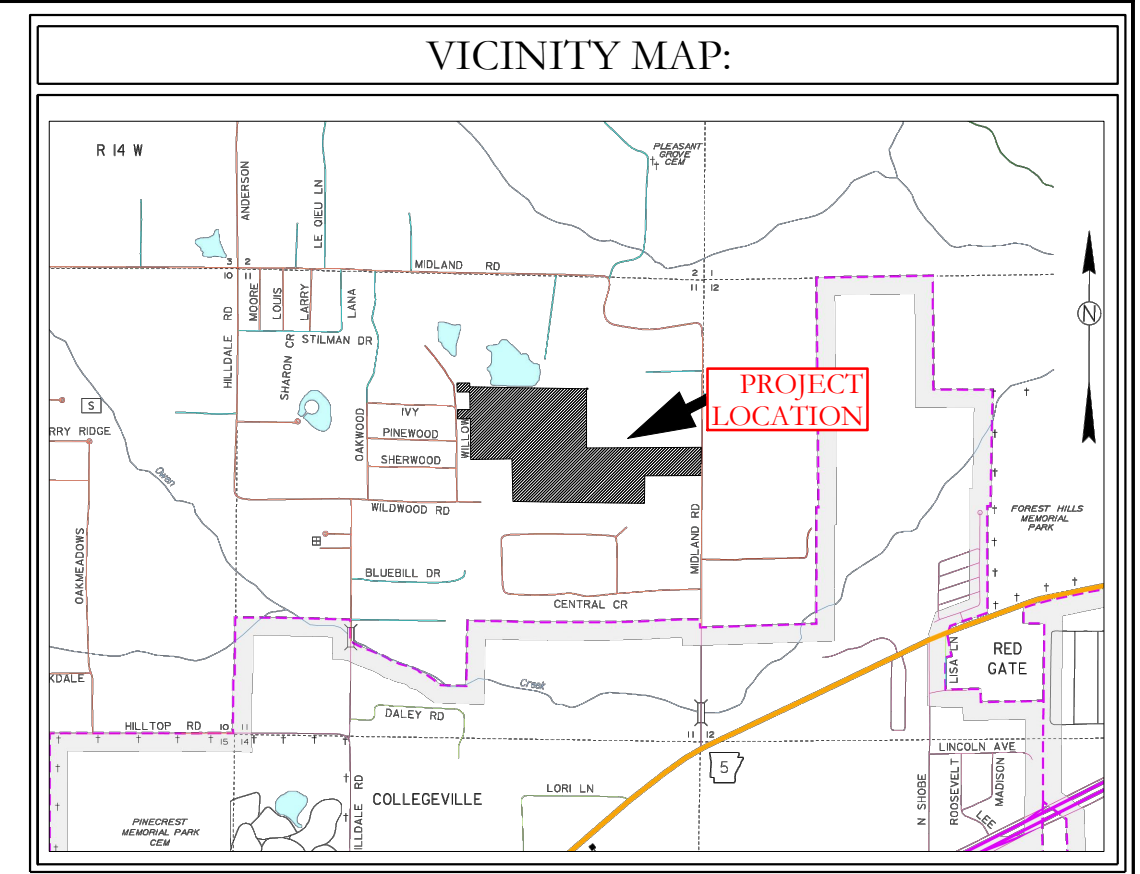 VICINITY MAP:
R 14 W
PLEASANT
GROVE
CEM
ANDERSON
LE QIEU LN
MIDLAND RD
3 2
10 11
2 1
11 12
HILLDALE RD
MOORE
LOUIS
LARRY
LANA
STILMAN DR
SHARON CR
N
PROJECT
LOCATION
S
RRY RIDGE
OAKWOOD
IVY
PINEWOOD
SHERWOOD
WILLOW
Owen
WILDWOOD RD
MIDLAND RD
FOREST HILLS
MEMORIAL
PARK
OAKMEADOWS
BLUEBILL DR
CENTRAL CR
LISA LN
RED
GATE
KDALE
Creek
DALEY RD
HILLTOP RD
10 11
15 14
11 12
LINCOLN AVE
5
ILLDALE RD
COLLEGEVILLE
LORI LN
N SHOBE
ROOSEVELT
MADISON
LEE
PINECREST
MEMORIAL PARK
CEM